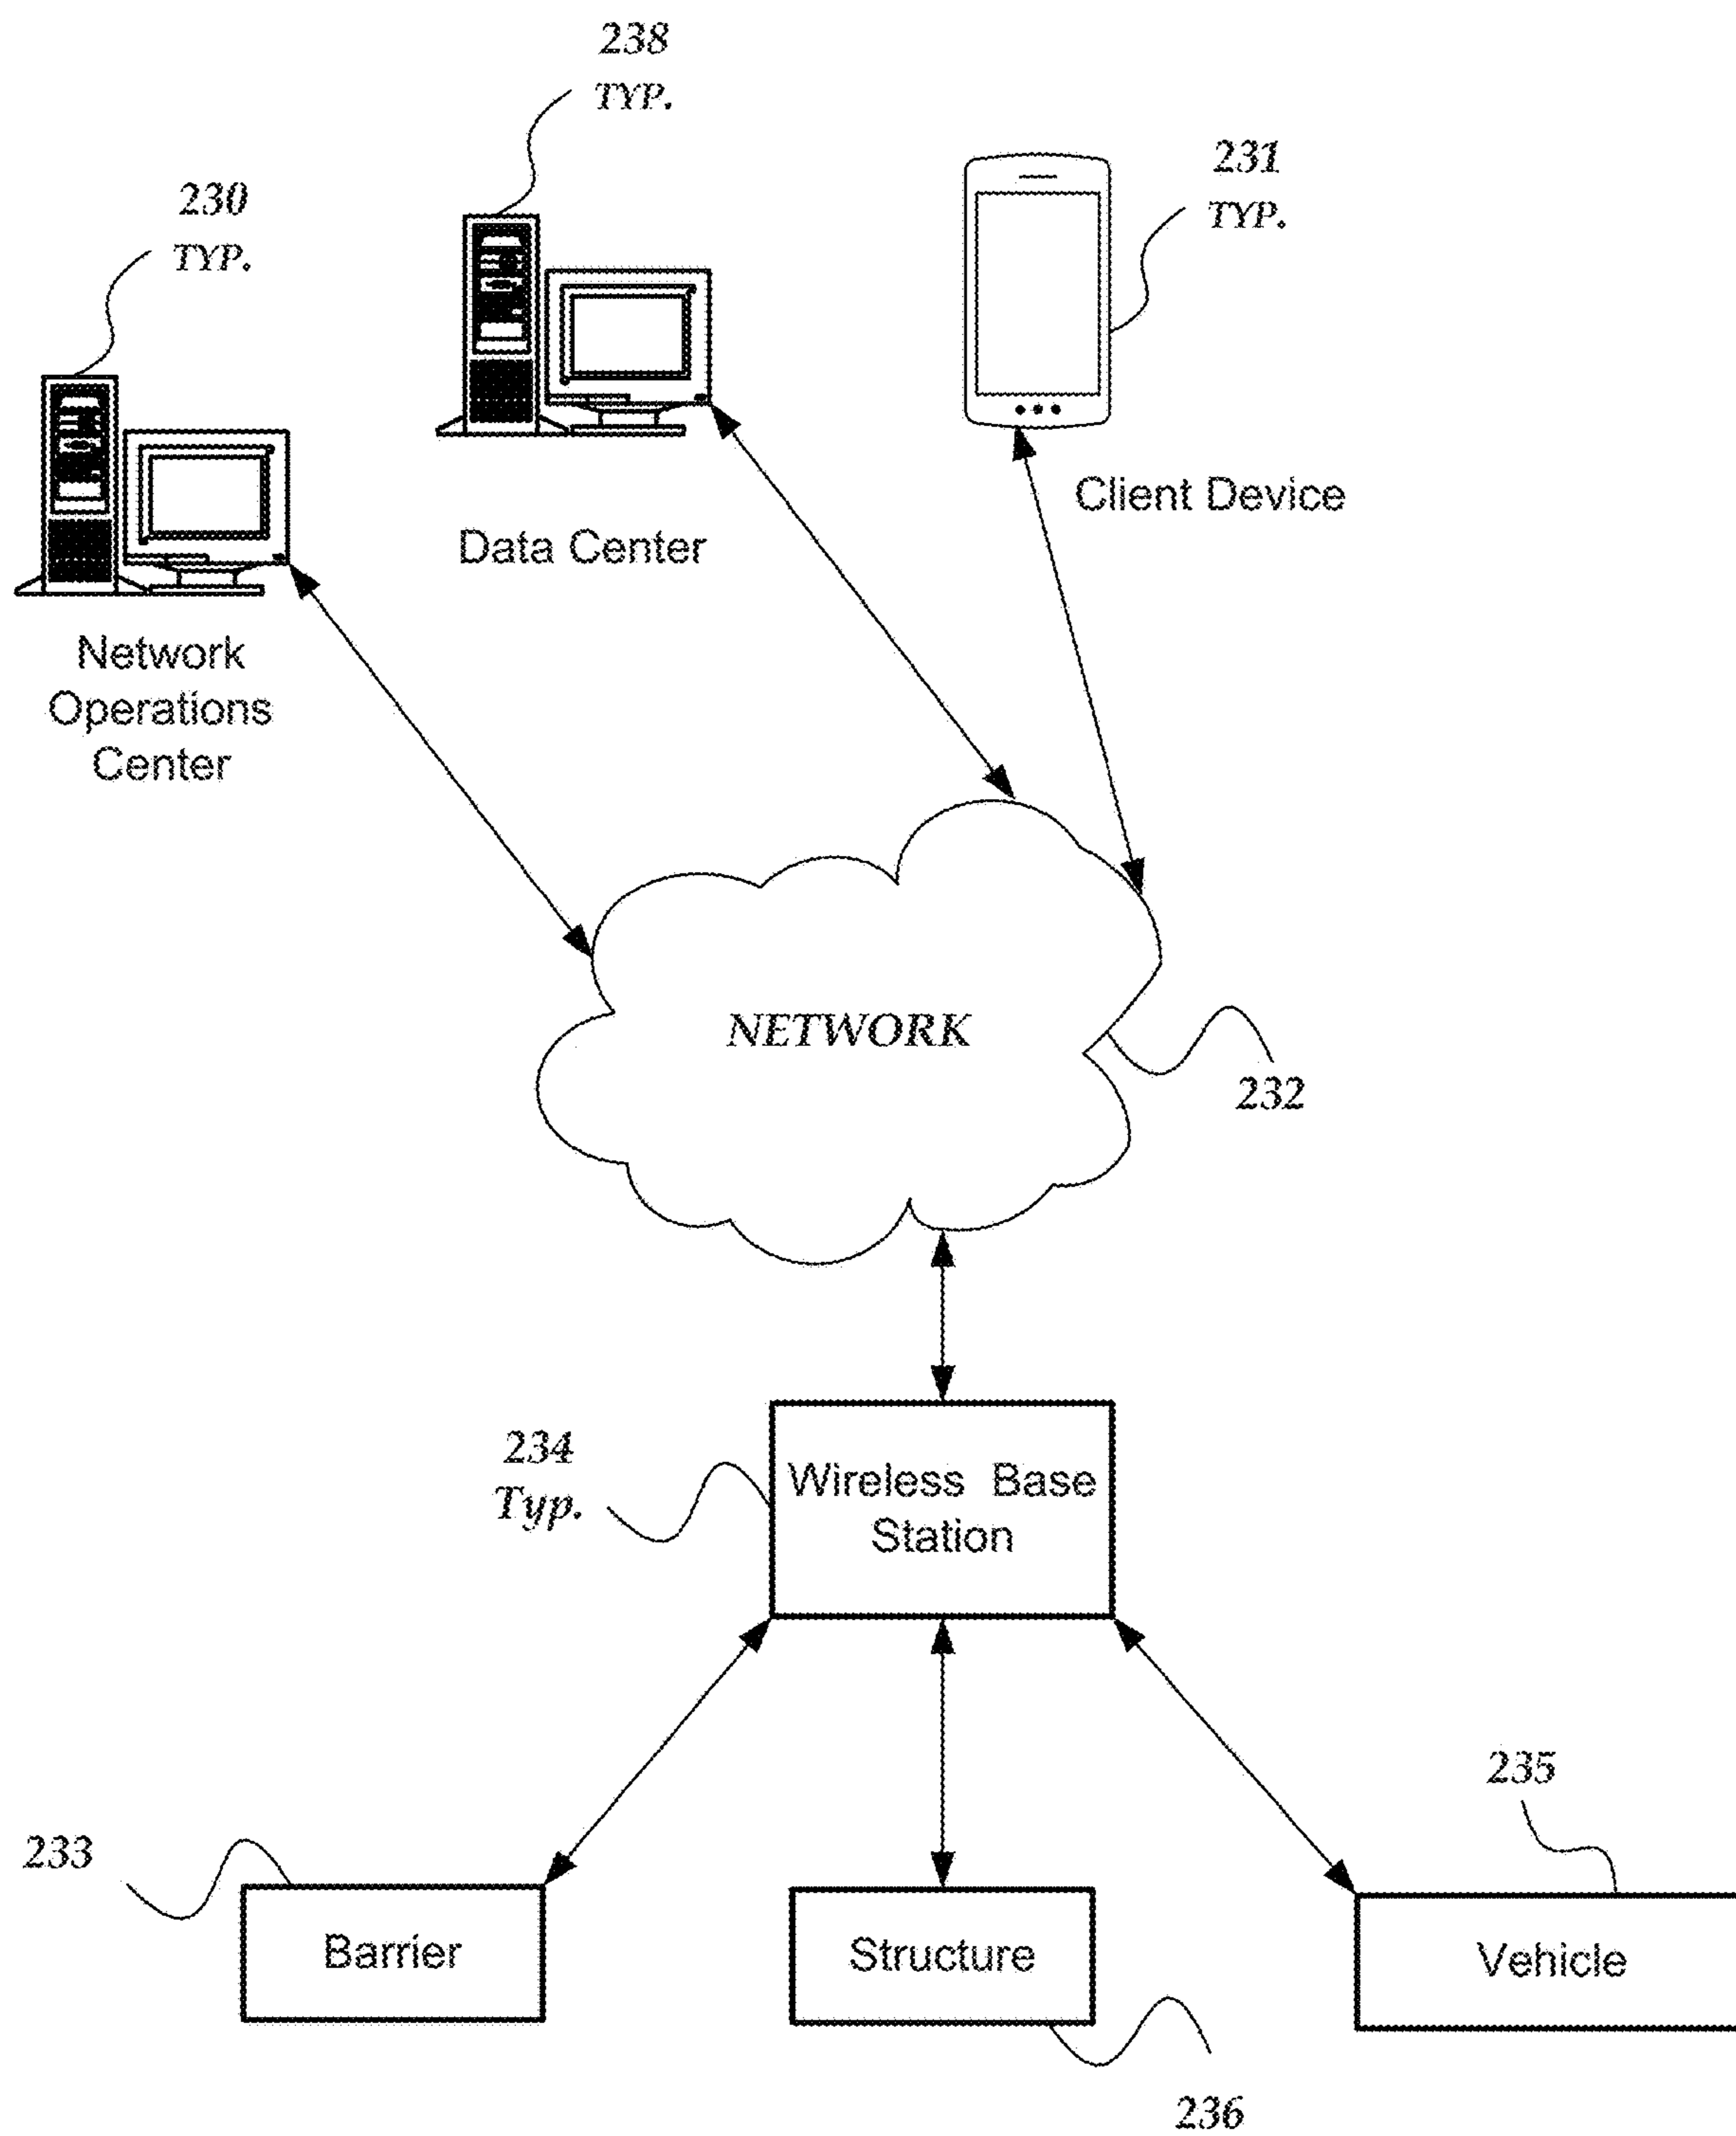 238
TYP.
231
TYP.
230
TYP.
Client Device
Data Center
Network
Operations
Center
NETWORK
232
234
Typ.
Wireless Base
Station
235
233
Barrier
Structure
Vehicle
236